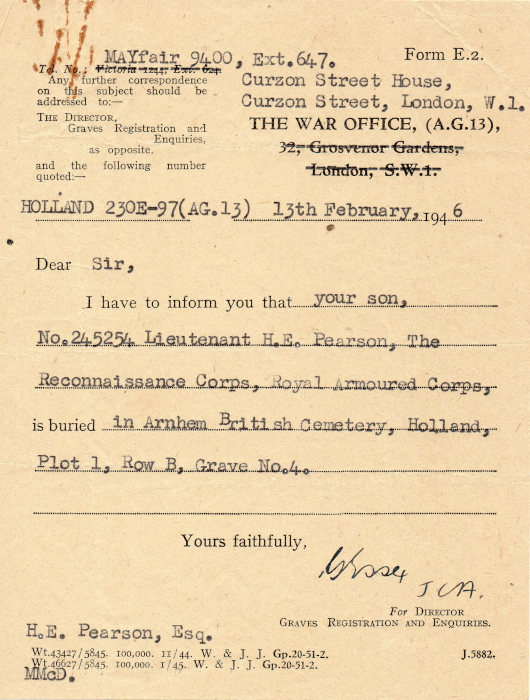 MAYfair 9400, Ext.647.
Form E.2.
Tel. No.: Victoria 1244, Ext. 624.
Any further correspondence
on this subject should be
addressed to:—
Curzon Street House,
Curzon Street, London, W.1.
THE DIRECTOR,
Graves Registration and
Enquiries,
as opposite.
THE WAR OFFICE, (A.G.13),
32, Grosvenor Gardens,
London, S.W.1.
and the following number
quoted:—
HOLLAND 230E-97(AG.13) 13th February, 1946
Dear Sir,
I have to inform you that your son,
No.245254 Lieutenant H.E. Pearson, The
Reconnaissance Corps, Royal Armoured Corps,
is buried in Arnhem British Cemetery, Holland,
Plot 1, Row B, Grave No.4.
Yours faithfully,
For DIRECTOR
GRAVES REGISTRATION AND ENQUIRIES.
H.E. Pearson, Esq.
Wt.43427/5845. 100,000. 11/44. W. & J. J. Gp.20-51-2.
Wt.46627/5845. 100,000. 1/45. W. & J. J. Gp.20-51-2.
J.5882.
MMcD.